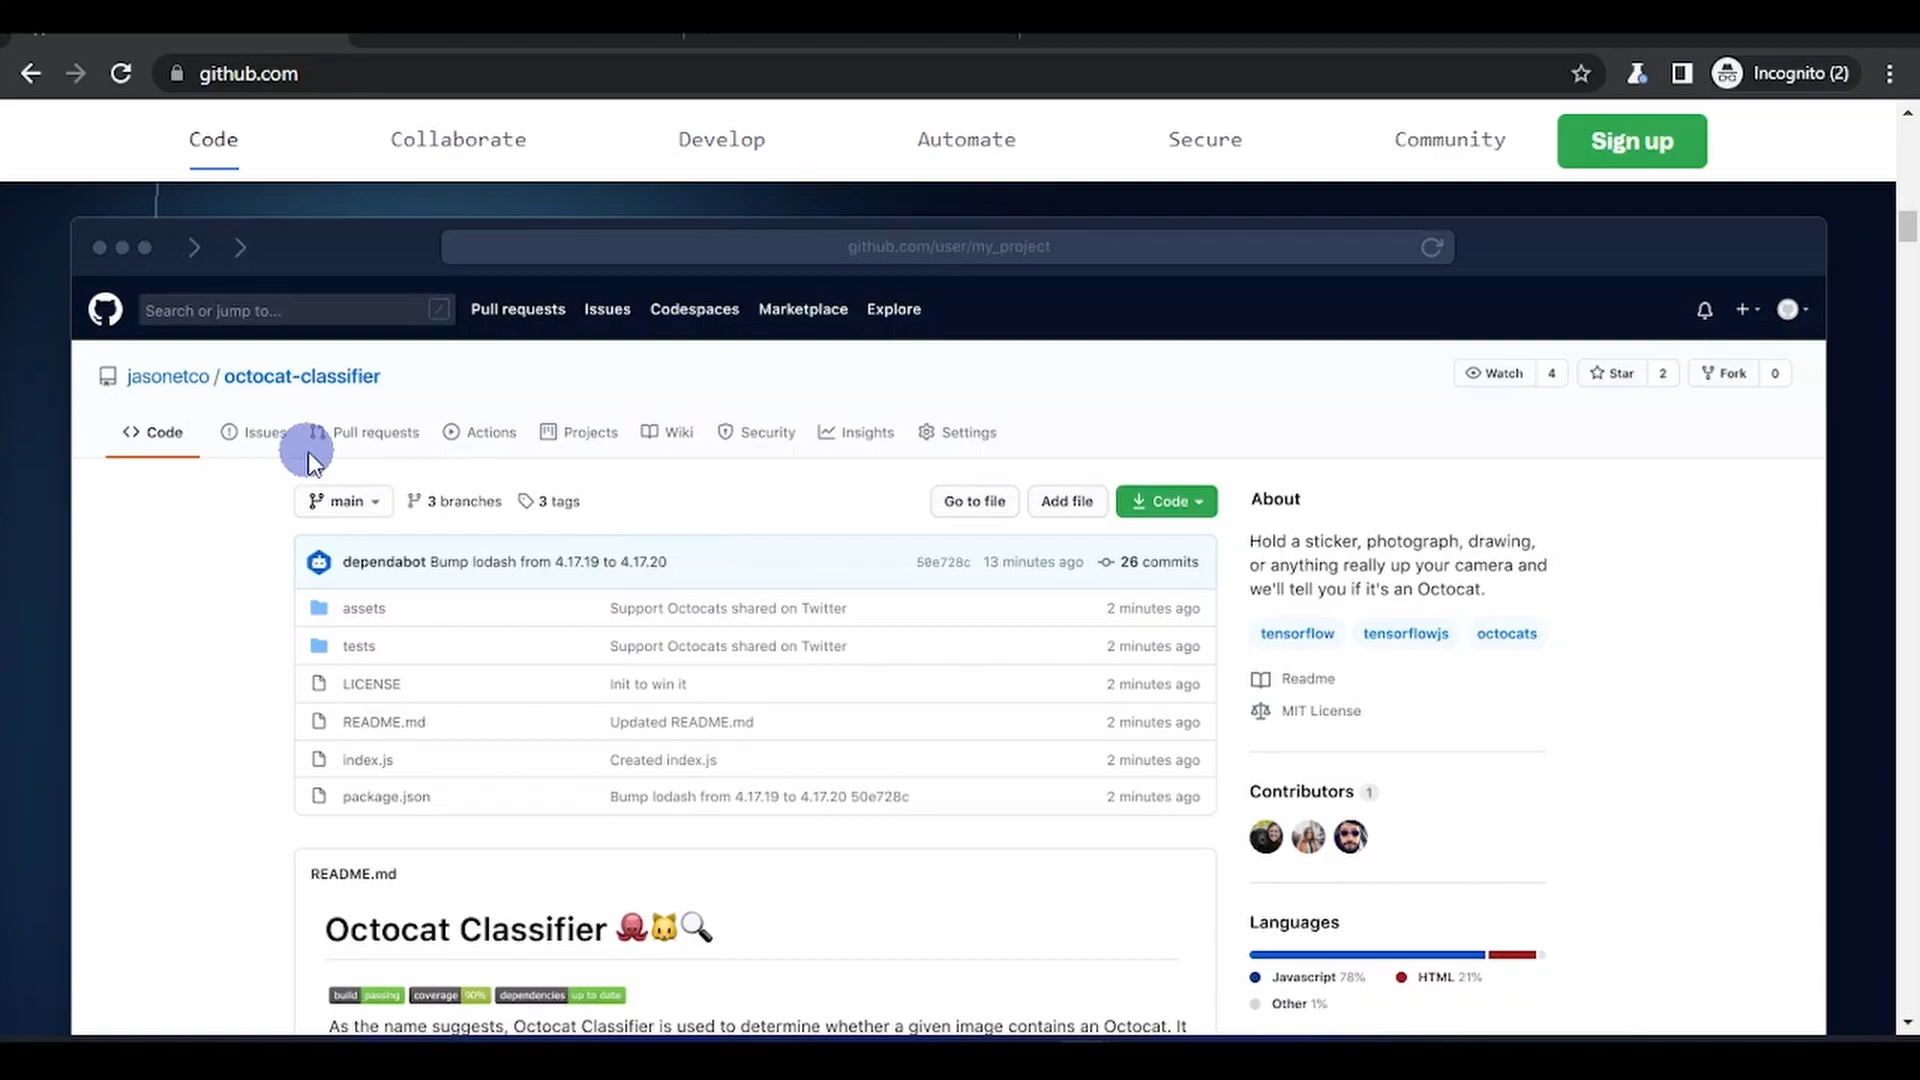 github.com
Incognito (2)
Code Collaborate Develop Automate Secure Community Sign up
github.com/user/my_project
Search or jump to... / Pull requests Issues Codespaces Marketplace Explore
jasonetco / octocat-classifier
Watch 4 Star 2 Fork 0
Code Issues Pull requests Actions Projects Wiki Security Insights Settings
main 3 branches 3 tags Go to file Add file Code
dependabot Bump lodash from 4.17.19 to 4.17.20 50e728c 13 minutes ago 26 commits
assets Support Octocats shared on Twitter 2 minutes ago
tests Support Octocats shared on Twitter 2 minutes ago
LICENSE Init to win it 2 minutes ago
README.md Updated README.md 2 minutes ago
index.js Created index.js 2 minutes ago
package.json Bump lodash from 4.17.19 to 4.17.20 50e728c 2 minutes ago
README.md
Octocat Classifier 🐙🐱🔍
build passing coverage 90% dependencies up to date
As the name suggests, Octocat Classifier is used to determine whether a given image contains an Octocat. It
About
Hold a sticker, photograph, drawing,
or anything really up your camera and
we'll tell you if it's an Octocat.
tensorflow tensorflowjs octocats
Readme
MIT License
Contributors 1
Languages
Javascript 78% HTML 21%
Other 1%